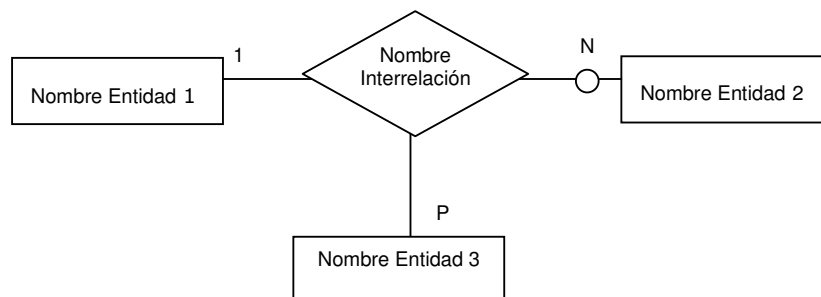 1
Nombre
Interrelación
N
Nombre Entidad 1
Nombre Entidad 2
P
Nombre Entidad 3